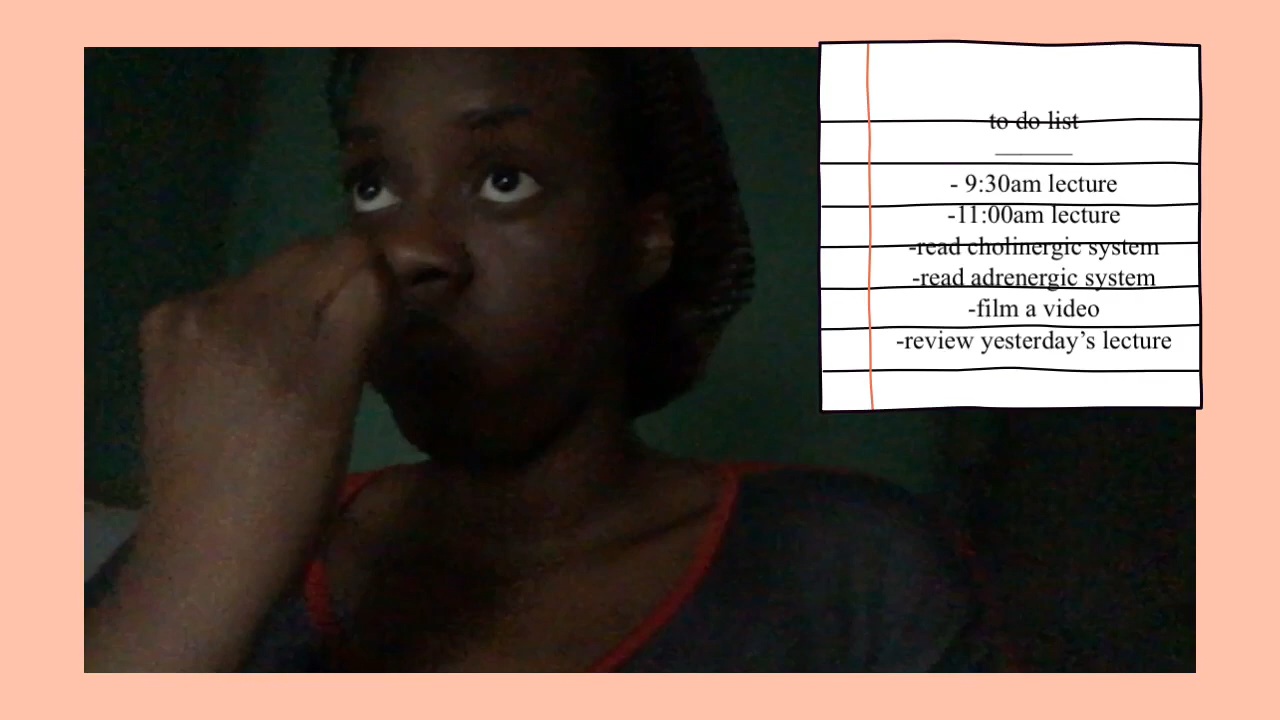 to do list
- 9:30am lecture
-11:00am lecture
-read cholinergic system
-read adrenergic system
-film a video
-review yesterday’s lecture